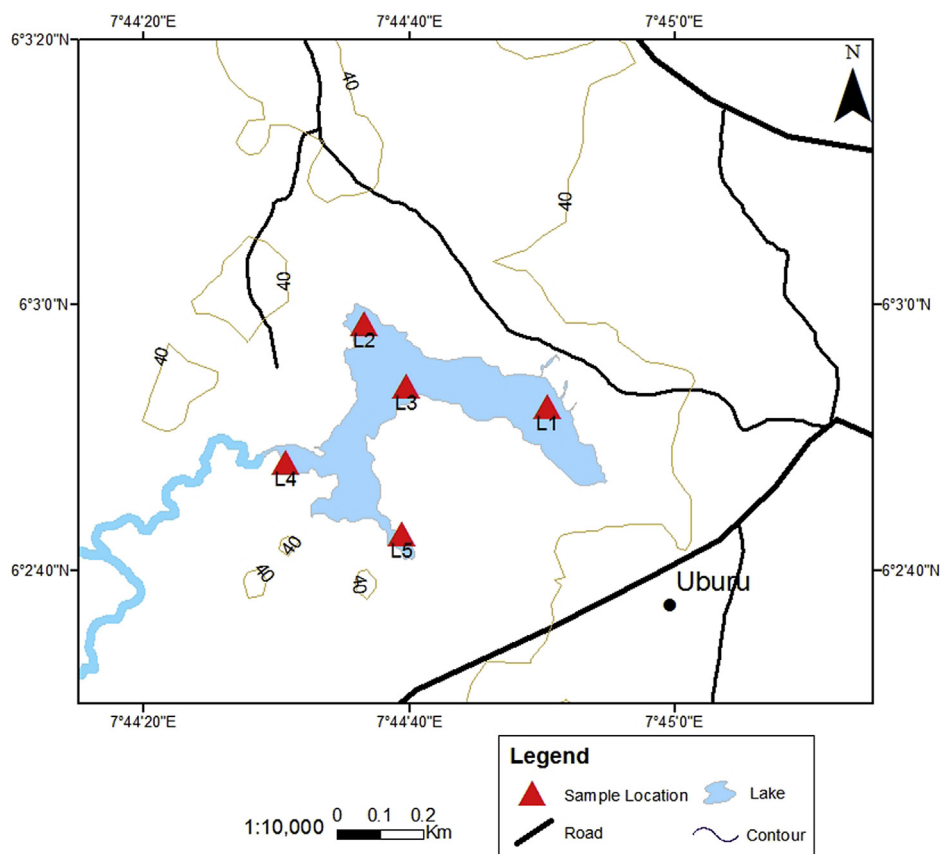 7°44'20"E 7°44'40"E 7°45'0"E
6°3'20"N
N
40
40
40
6°3'0"N 6°3'0"N
L2
40
L3
L1
L4
L5
40
40
40
6°2'40"N 6°2'40"N
Uburu
7°44'20"E 7°44'40"E 7°45'0"E
Legend
Sample Location Lake
Road Contour
1:10,000
0 0.1 0.2
Km